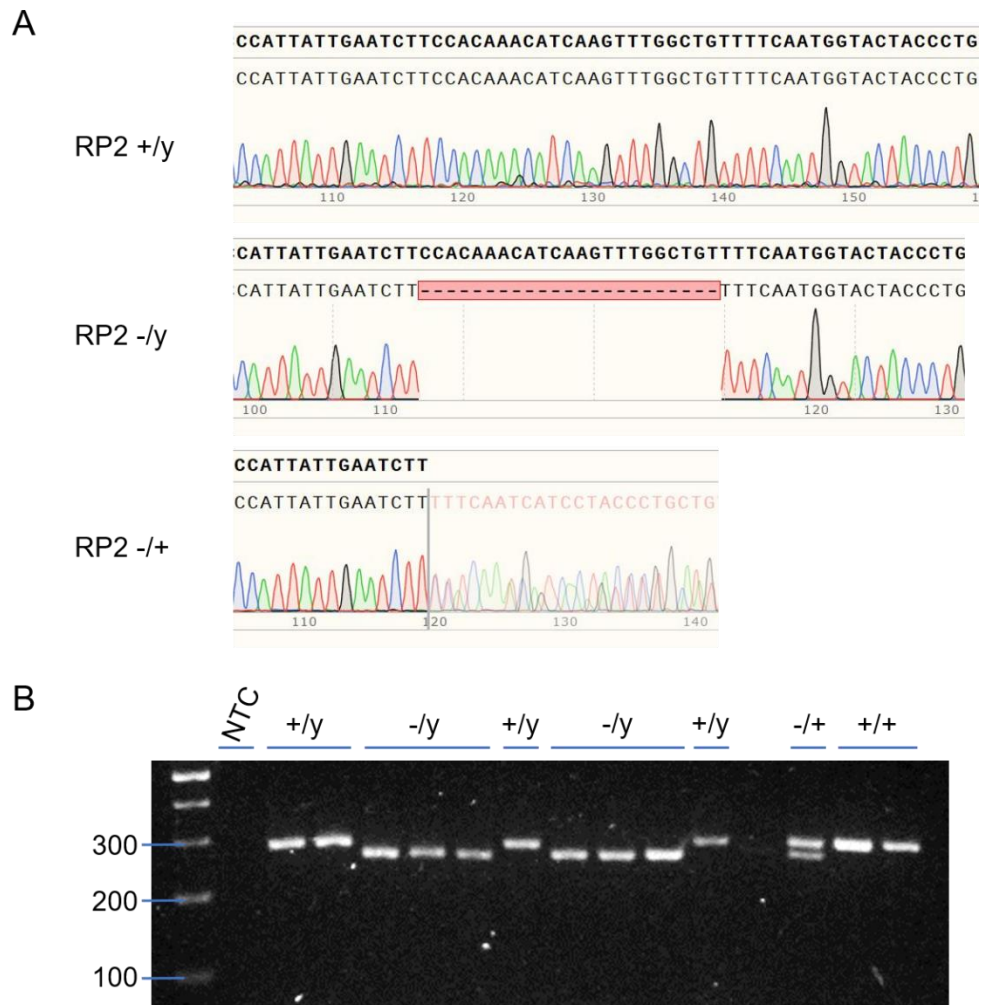 A
CCATTATTGAATCTTCCACAAACATCAAGTTTGGCTGTTTTCAATGGTACTACCCTG
CCATTATTGAATCTTCCACAAACATCAAGTTTGGCTGTTTTCAATGGTACTACCCTG
RP2 +/y
110 120 130 140 150 1
CATTATTGAATCTTCCACAAACATCAAGTTTGGCTGTTTTCAATGGTACTACCCTG
CATTATTGAATCTT-----------------------TTTCAATGGTACTACCCTG
RP2 -/y
100 110 120 130
CCATTATTGAATCTT
CCATTATTGAATCTTTTTCAATCATCCTACCCTGCTG
RP2 -/+
110 120 130 140
B
NTC +/y -/y +/y -/y +/y -/+ +/+
300
200
100